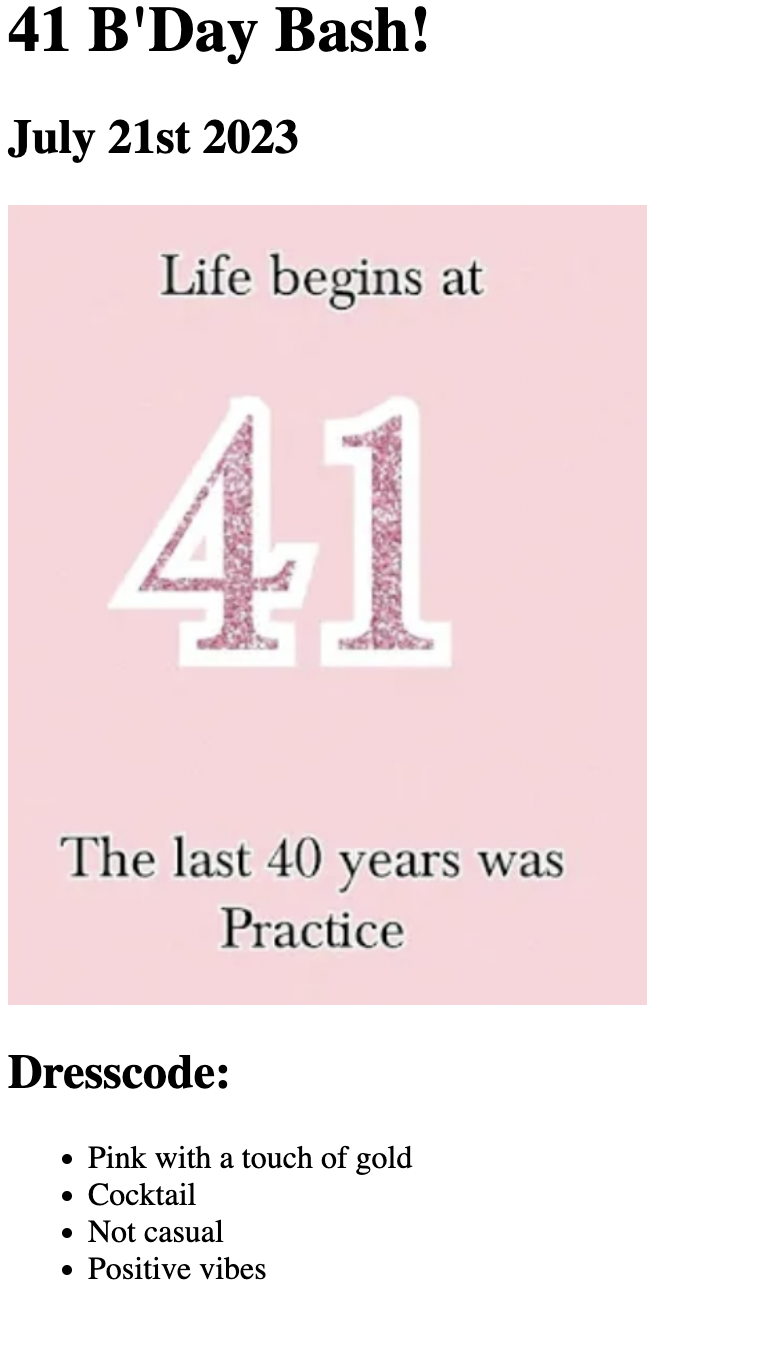 41 B'Day Bash!
July 21st 2023
Life begins at
41
The last 40 years was
Practice
Dresscode:
• Pink with a touch of gold
• Cocktail
• Not casual
• Positive vibes